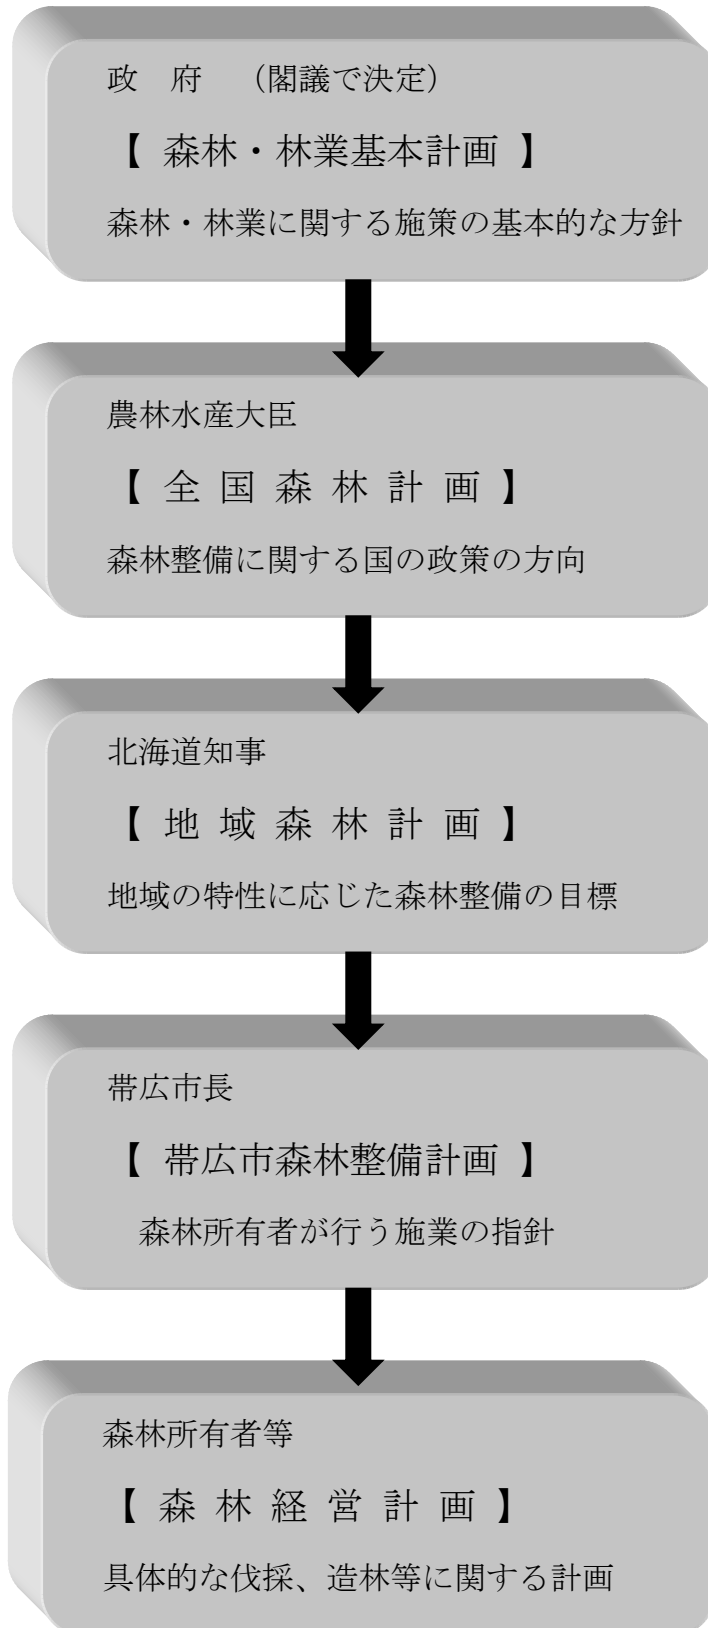 政　府　（閣議で決定）
【 森林・林業基本計画 】
森林・林業に関する施策の基本的な方針
農林水産大臣
【 全 国 森 林 計 画 】
森林整備に関する国の政策の方向
北海道知事
【 地 域 森 林 計 画 】
地域の特性に応じた森林整備の目標
帯広市長
【 帯広市森林整備計画 】
森林所有者が行う施業の指針
森林所有者等
【 森 林 経 営 計 画 】
具体的な伐採、造林等に関する計画